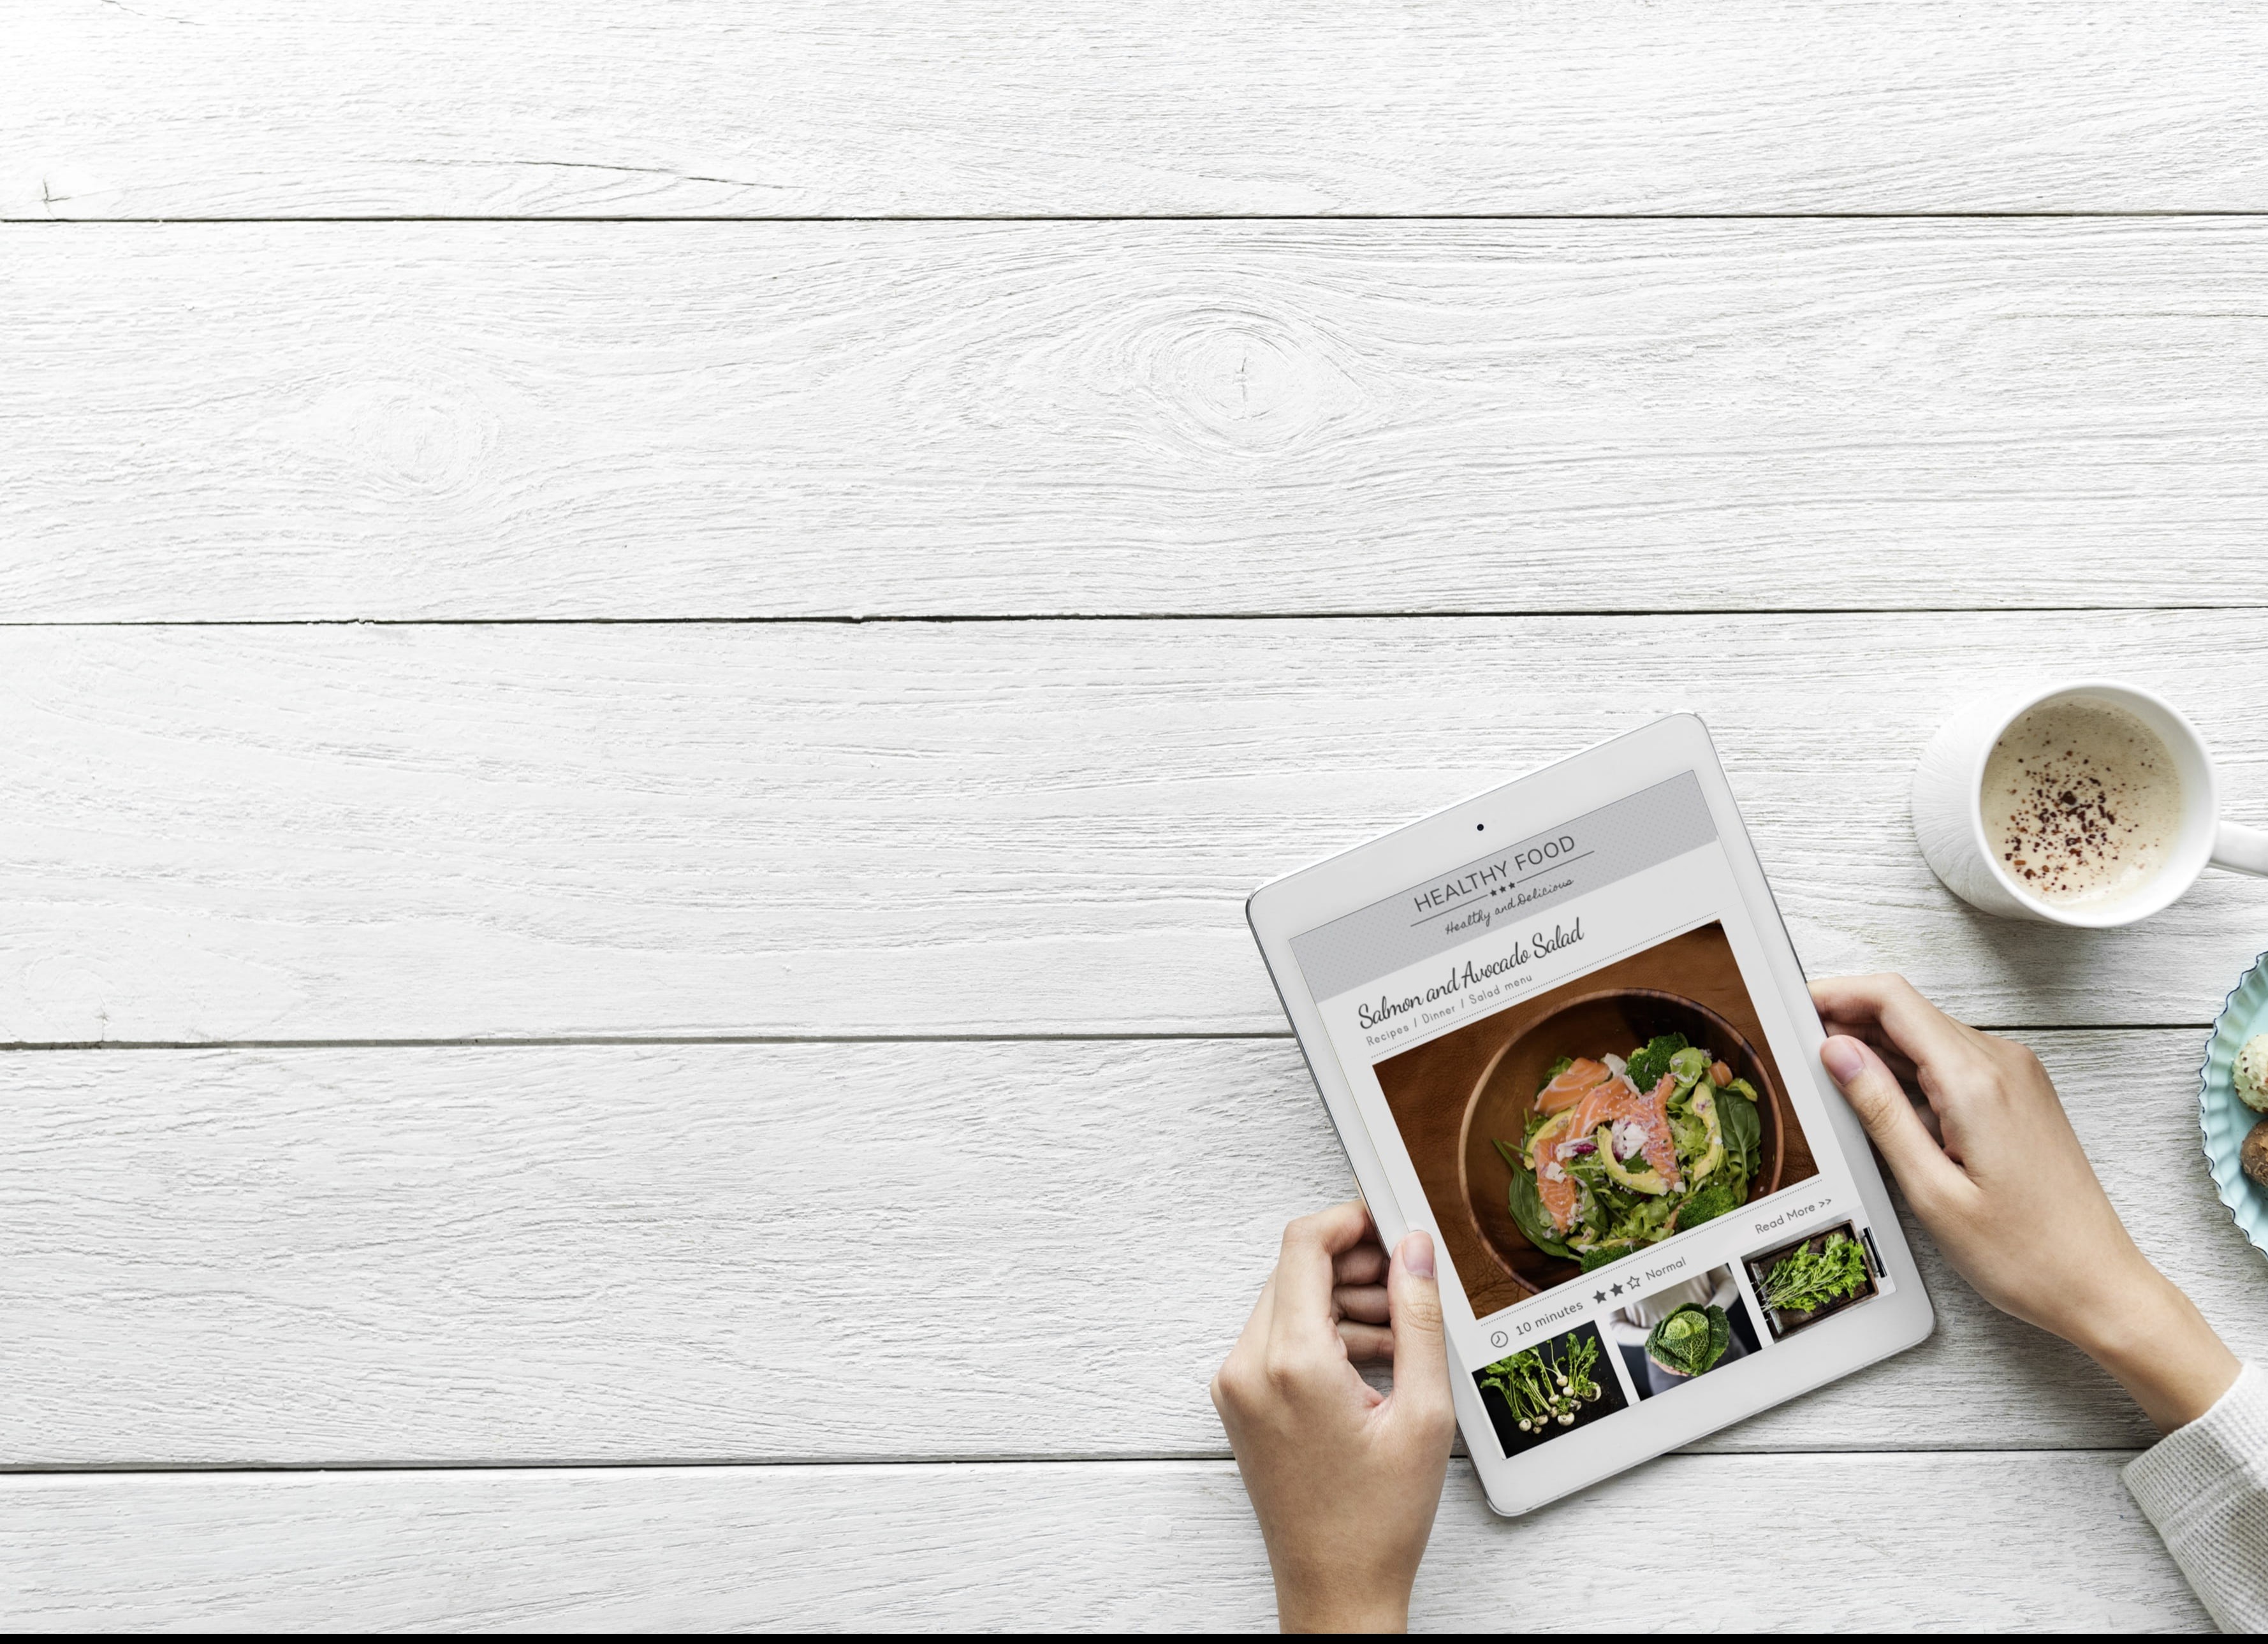 HEALTHY FOOD
Healthy and Delicious
Salmon and Avocado Salad
Recipes / Dinner / Salad menu
Read More >>
10 minutes ★★☆ Normal